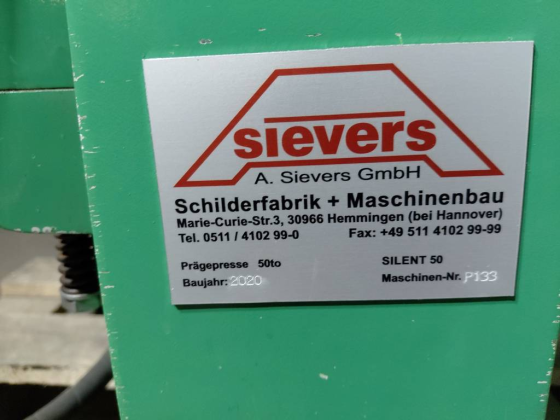 sievers
A. Sievers GmbH
Schilderfabrik + Maschinenbau
Marie-Curie-Str.3, 30966 Hemmingen (bei Hannover)
Tel. 0511 / 4102 99-0 Fax: +49 511 4102 99-99
Prägepresse 50to SILENT 50
Baujahr: 2020 Maschinen-Nr. P133